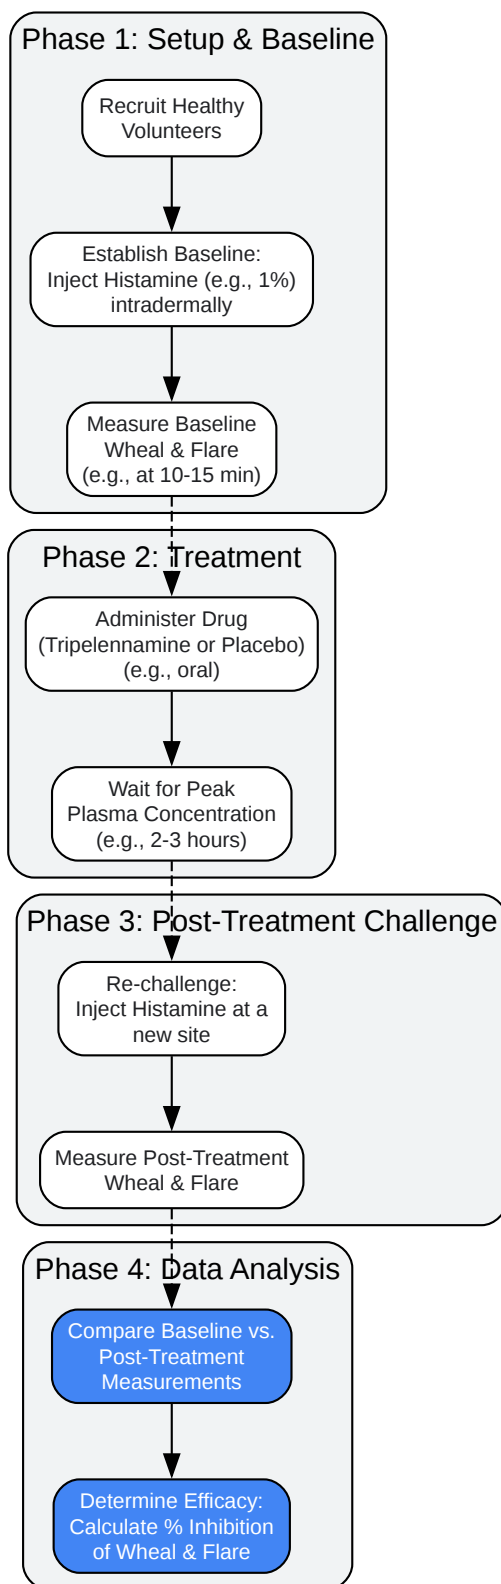 Phase 1: Setup & Baseline
Recruit Healthy
Volunteers
Establish Baseline:
Inject Histamine (e.g., 1%)
intradermally
Measure Baseline
Wheal & Flare
(e.g., at 10-15 min)
Phase 2: Treatment
Administer Drug
(Tripelennamine or Placebo)
(e.g., oral)
Wait for Peak
Plasma Concentration
(e.g., 2-3 hours)
Phase 3: Post-Treatment Challenge
Re-challenge:
Inject Histamine at a
new site
Measure Post-Treatment
Wheal & Flare
Phase 4: Data Analysis
Compare Baseline vs.
Post-Treatment
Measurements
Determine Efficacy:
Calculate % Inhibition
of Wheal & Flare